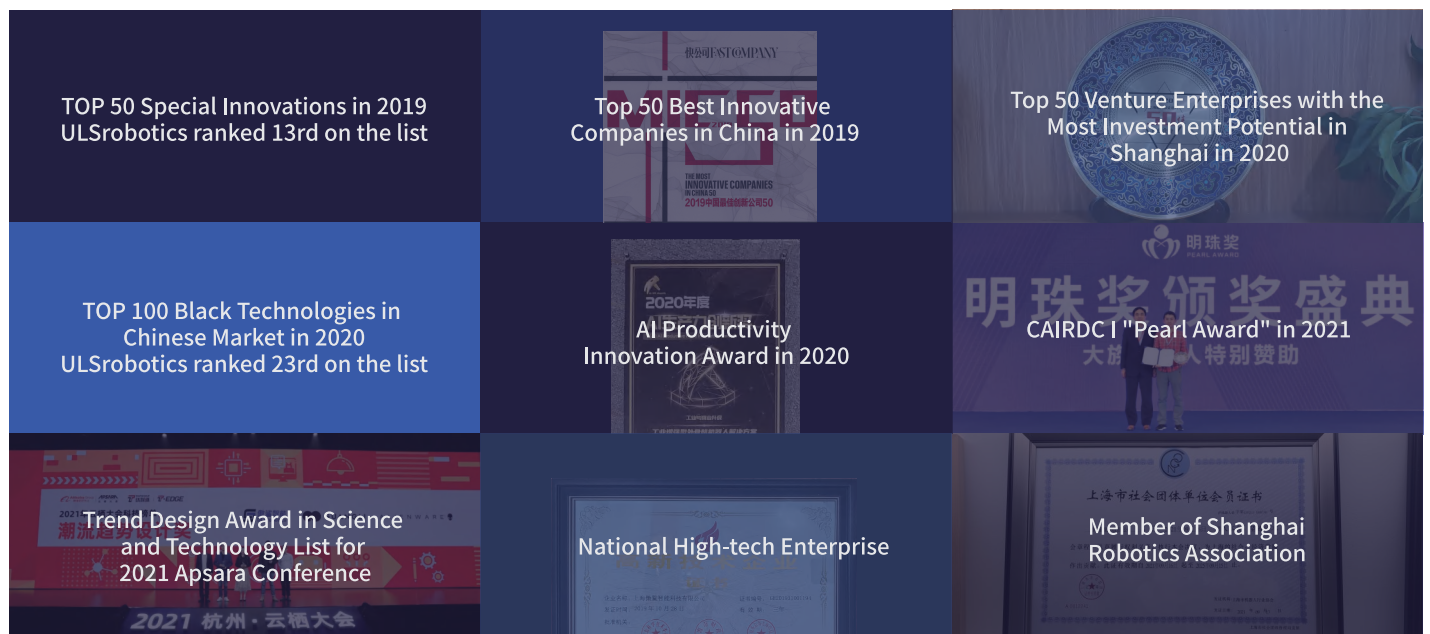 TOP 50 Special Innovations in 2019
ULSrobotics ranked 13rd on the list
快公司FAST COMPANY
Top 50 Best Innovative
Companies in China in 2019
THE MOST
INNOVATIVE COMPANIES
IN CHINA 50
2019中国最佳创新公司50
Top 50 Venture Enterprises with the
Most Investment Potential in
Shanghai in 2020
TOP 100 Black Technologies in
Chinese Market in 2020
ULSrobotics ranked 23rd on the list
2020年度
AI Productivity
Innovation Award in 2020
明珠奖
PEARL AWARD
明珠奖颁奖盛典
CAIRDC I "Pearl Award" in 2021
人特别赞助
Trend Design Award in Science
and Technology List for
2021 Apsara Conference
潮流趋势设计奖
2021 杭州·云栖大会
National High-tech Enterprise
上海市社会团体单位会员证书
Member of Shanghai
Robotics Association